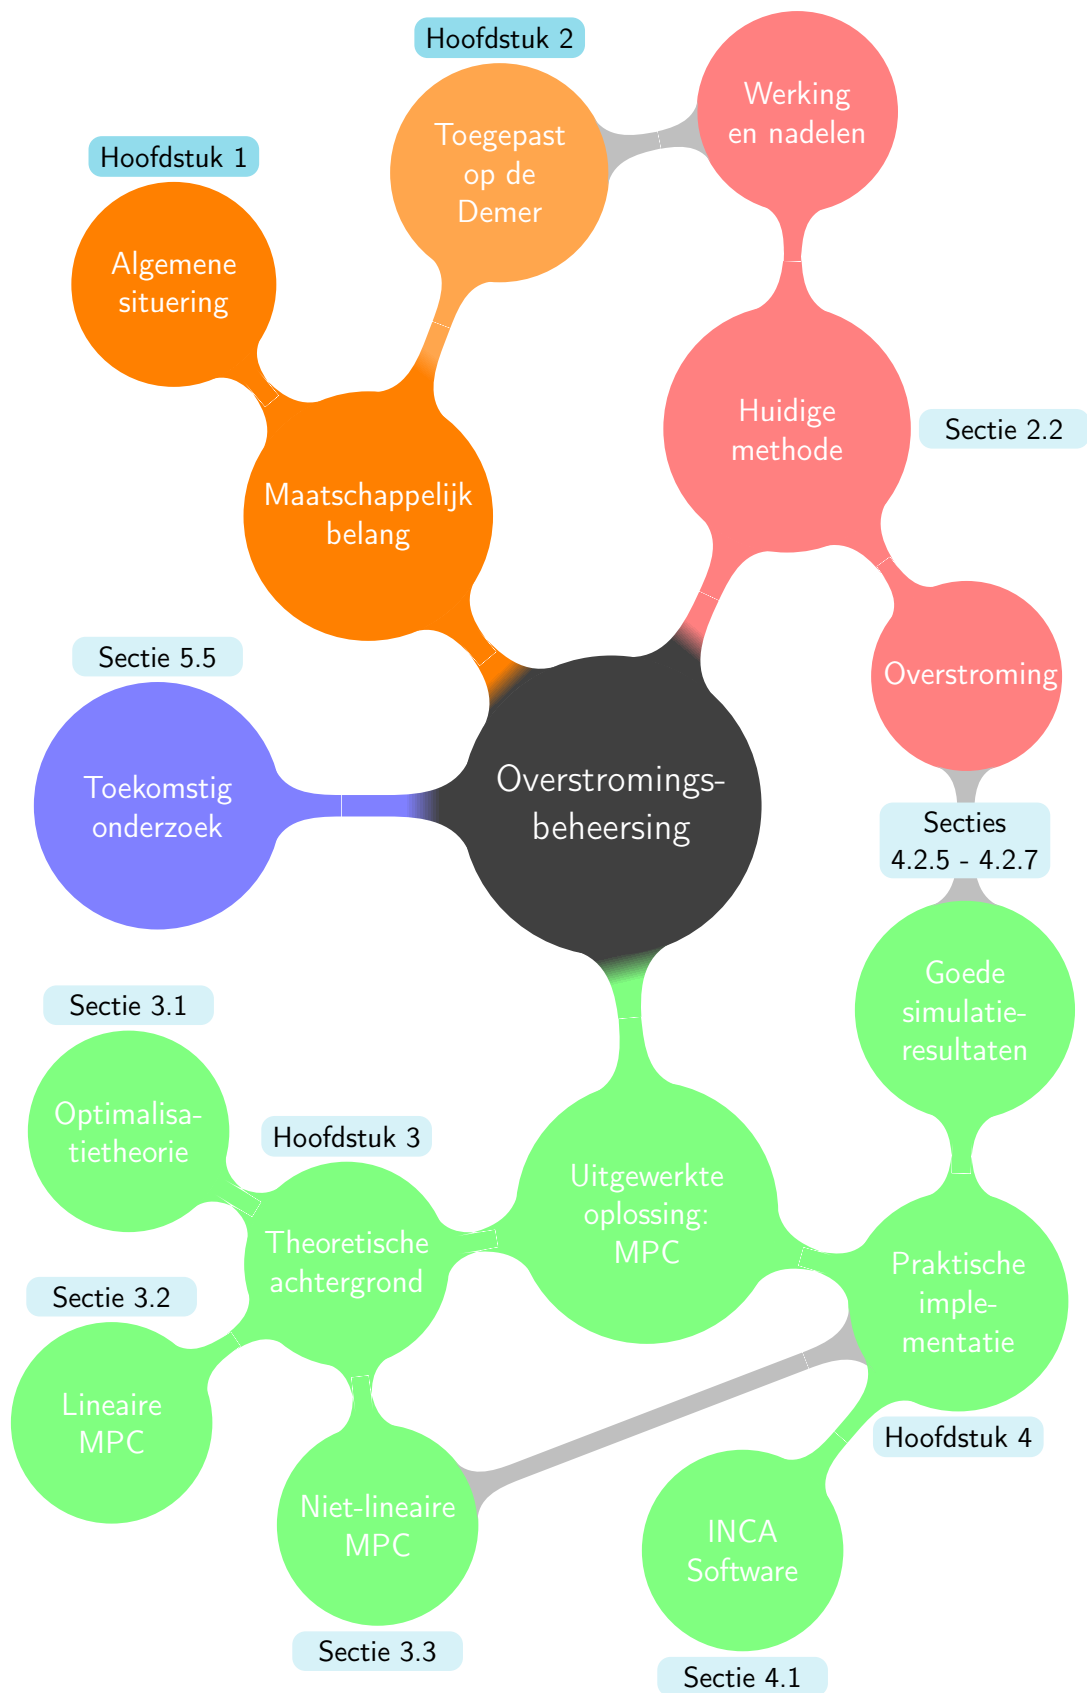 Hoofdstuk 2
Toegepast
op de
Demer
Werking
en nadelen
Hoofdstuk 1
Algemene
situering
Huidige
methode
Sectie 2.2
Maatschappelijk
belang
Overstroming
Sectie 5.5
Toekomstig
onderzoek
Overstromings-
beheersing
Secties
4.2.5 - 4.2.7
Goede
simulatie-
resultaten
Sectie 3.1
Optimalisa-
tietheorie
Hoofdstuk 3
Theoretische
achtergrond
Uitgewerkte
oplossing:
MPC
Praktische
imple-
mentatie
Hoofdstuk 4
Sectie 3.2
Lineaire
MPC
Niet-lineaire
MPC
Sectie 3.3
INCA
Software
Sectie 4.1